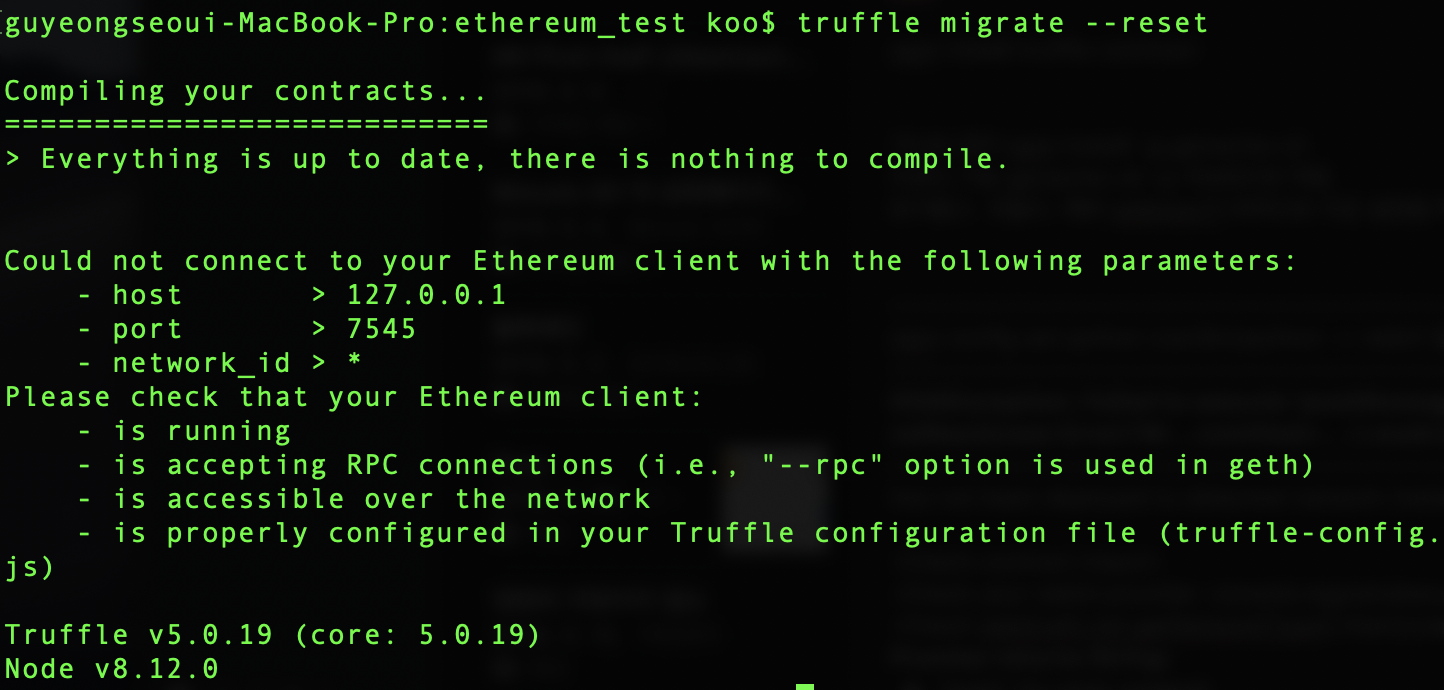 guyeongseoui-MacBook-Pro:ethereum_test koo$ truffle migrate --reset
Compiling your contracts...
===========================
> Everything is up to date, there is nothing to compile.
Could not connect to your Ethereum client with the following parameters:
    - host       > 127.0.0.1
    - port       > 7545
    - network_id > *
Please check that your Ethereum client:
    - is running
    - is accepting RPC connections (i.e., "--rpc" option is used in geth)
    - is accessible over the network
    - is properly configured in your Truffle configuration file (truffle-config.
js)
Truffle v5.0.19 (core: 5.0.19)
Node v8.12.0